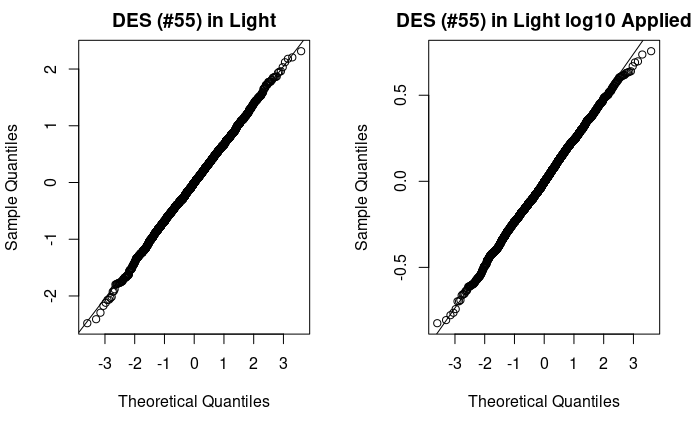 DES (#55) in Light
Sample Quantiles
2
1
0
-1
-2
-3 -2 -1 0 1 2 3
Theoretical Quantiles
DES (#55) in Light log10 Applied
Sample Quantiles
0.5
0.0
-0.5
-3 -2 -1 0 1 2 3
Theoretical Quantiles